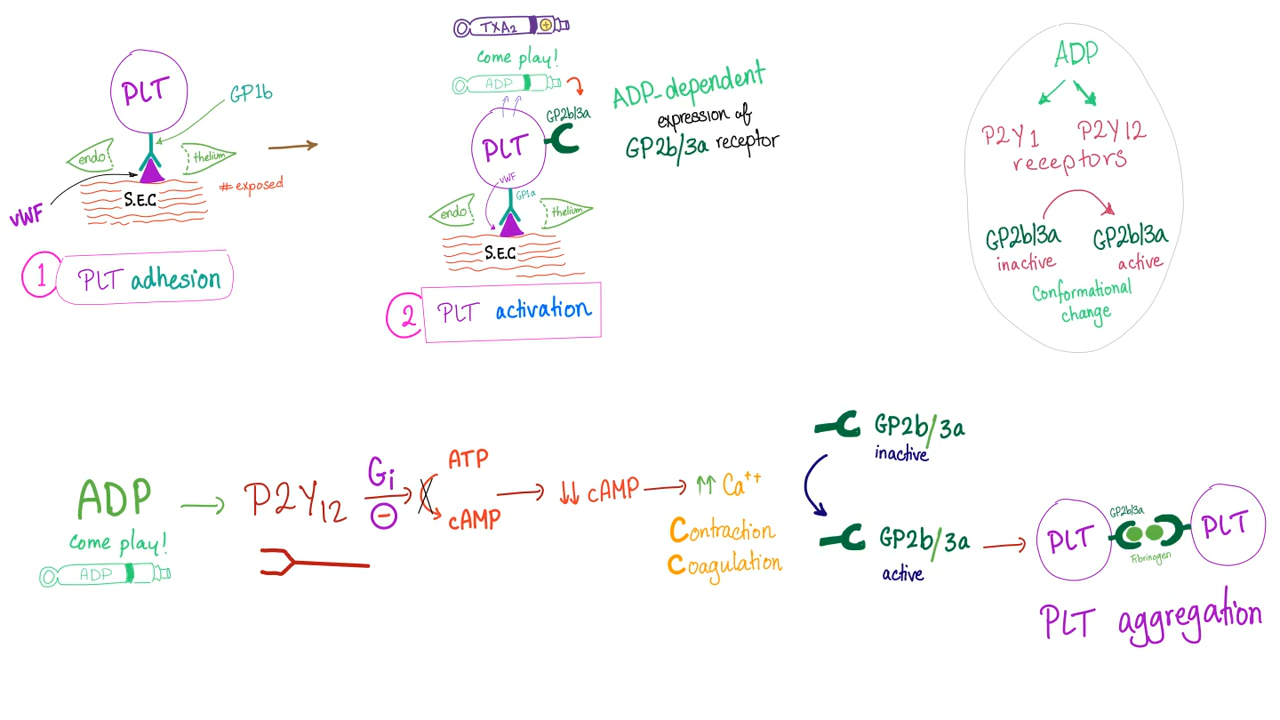 PLT
GP1b
endo
thelium
S.E.C
# exposed
vWF
1 PLT adhesion
TXA₂ +
Come play!
ADP
GP2b/3a
PLT
vWF
GP1a
endo
thelium
S.E.C
2 PLT activation
ADP-dependent
expression of
GP2b/3a receptor
ADP
P2Y1 P2Y12
receptors
GP2b/3a GP2b/3a
inactive active
Conformational
change
ADP
Come play!
ADP
P2Y₁₂
Gi
−
ATP
cAMP
↓↓ cAMP
↑↑ Ca⁺⁺
Contraction
Coagulation
GP2b/3a
inactive
GP2b/3a
active
PLT
GP2b/3a
Fibrinogen
PLT
PLT aggregation